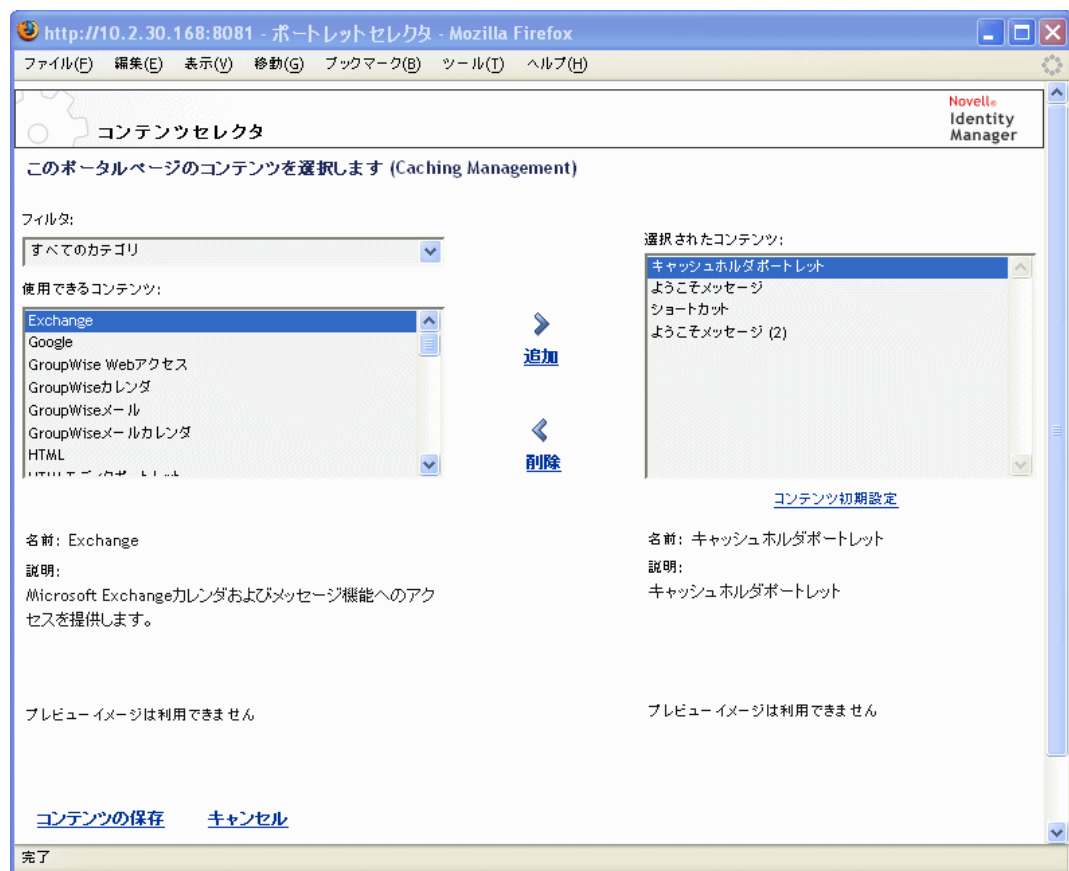 http://10.2.30.168:8081 - ポートレットセレクタ - Mozilla Firefox
ファイル(F) 編集(E) 表示(V) 移動(G) ブックマーク(B) ツール(T) ヘルプ(H)
Novell®
Identity
Manager
コンテンツセレクタ
このポータルページのコンテンツを選択します (Caching Management)
フィルタ:
すべてのカテゴリ
使用できるコンテンツ:
Exchange
Google
GroupWise Webアクセス
GroupWiseカレンダ
GroupWiseメール
GroupWiseメールカレンダ
HTML
HTMLエディタポートレット
追加
削除
選択されたコンテンツ:
キャッシュホルダポートレット
ようこそメッセージ
ショートカット
ようこそメッセージ (2)
コンテンツ初期設定
名前: Exchange
説明:
Microsoft Exchangeカレンダおよびメッセージ機能へのアク
セスを提供します。
プレビューイメージは利用できません
名前: キャッシュホルダポートレット
説明:
キャッシュホルダポートレット
プレビューイメージは利用できません
コンテンツの保存 キャンセル
完了